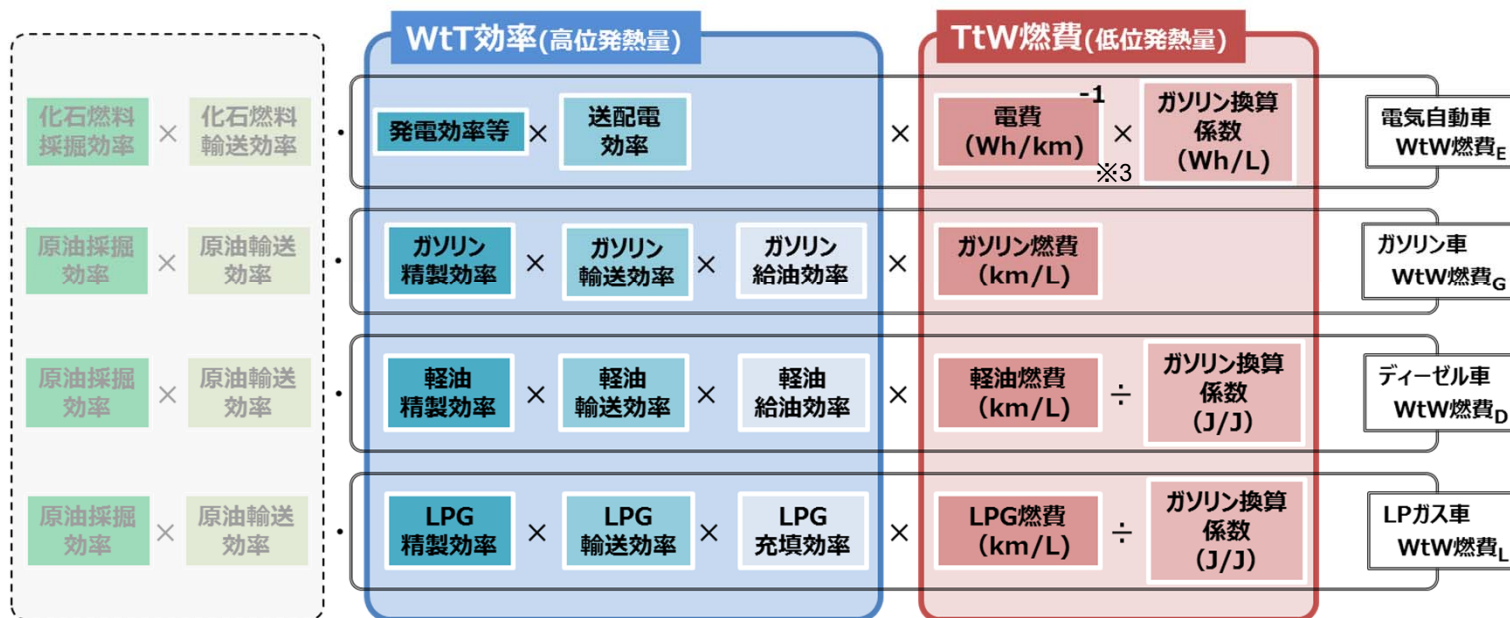 WtT効率(高位発熱量)
TtW燃費(低位発熱量)
化石燃料
採掘効率
×
化石燃料
輸送効率
・
発電効率等
×
送配電
効率
×
電費
(Wh/km)
-1
※3
×
ガソリン換算
係数
(Wh/L)
電気自動車
WtW燃費E
原油採掘
効率
×
原油輸送
効率
・
ガソリン
精製効率
×
ガソリン
輸送効率
×
ガソリン
給油効率
×
ガソリン燃費
(km/L)
ガソリン車
WtW燃費G
原油採掘
効率
×
原油輸送
効率
・
軽油
精製効率
×
軽油
輸送効率
×
軽油
給油効率
×
軽油燃費
(km/L)
÷
ガソリン換算
係数
(J/J)
ディーゼル車
WtW燃費D
原油採掘
効率
×
原油輸送
効率
・
LPG
精製効率
×
LPG
輸送効率
×
LPG
充填効率
×
LPG燃費
(km/L)
÷
ガソリン換算
係数
(J/J)
LPガス車
WtW燃費L